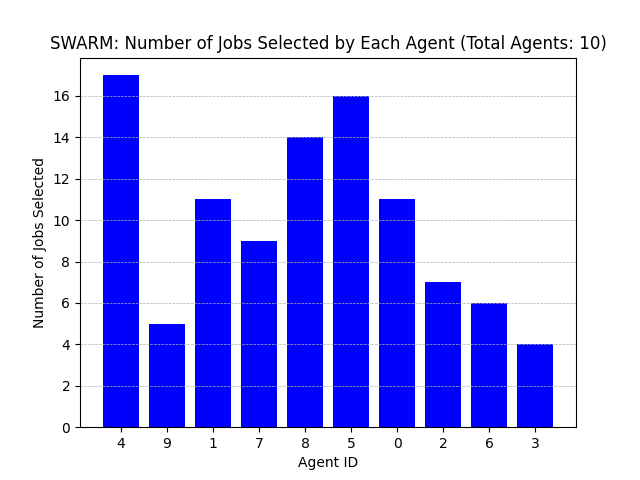 SWARM: Number of Jobs Selected by Each Agent (Total Agents: 10)
Number of Jobs Selected
16
14
12
10
8
6
4
2
0
4 9 1 7 8 5 0 2 6 3
Agent ID